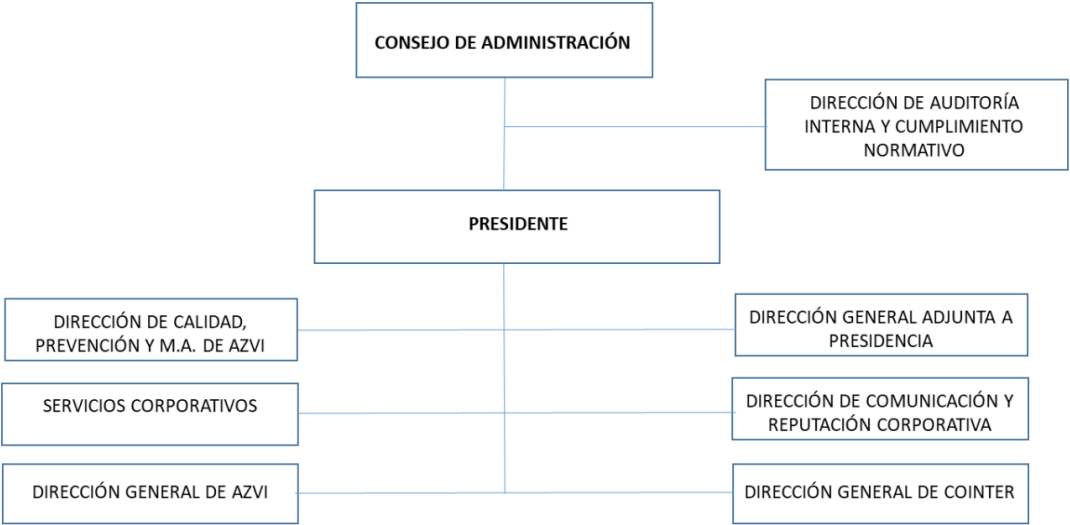 CONSEJO DE ADMINISTRACIÓN
DIRECCIÓN DE AUDITORÍA
INTERNA Y CUMPLIMIENTO
NORMATIVO
PRESIDENTE
DIRECCIÓN DE CALIDAD,
PREVENCIÓN Y M.A. DE AZVI
DIRECCIÓN GENERAL ADJUNTA A
PRESIDENCIA
SERVICIOS CORPORATIVOS
DIRECCIÓN DE COMUNICACIÓN Y
REPUTACIÓN CORPORATIVA
DIRECCIÓN GENERAL DE AZVI
DIRECCIÓN GENERAL DE COINTER